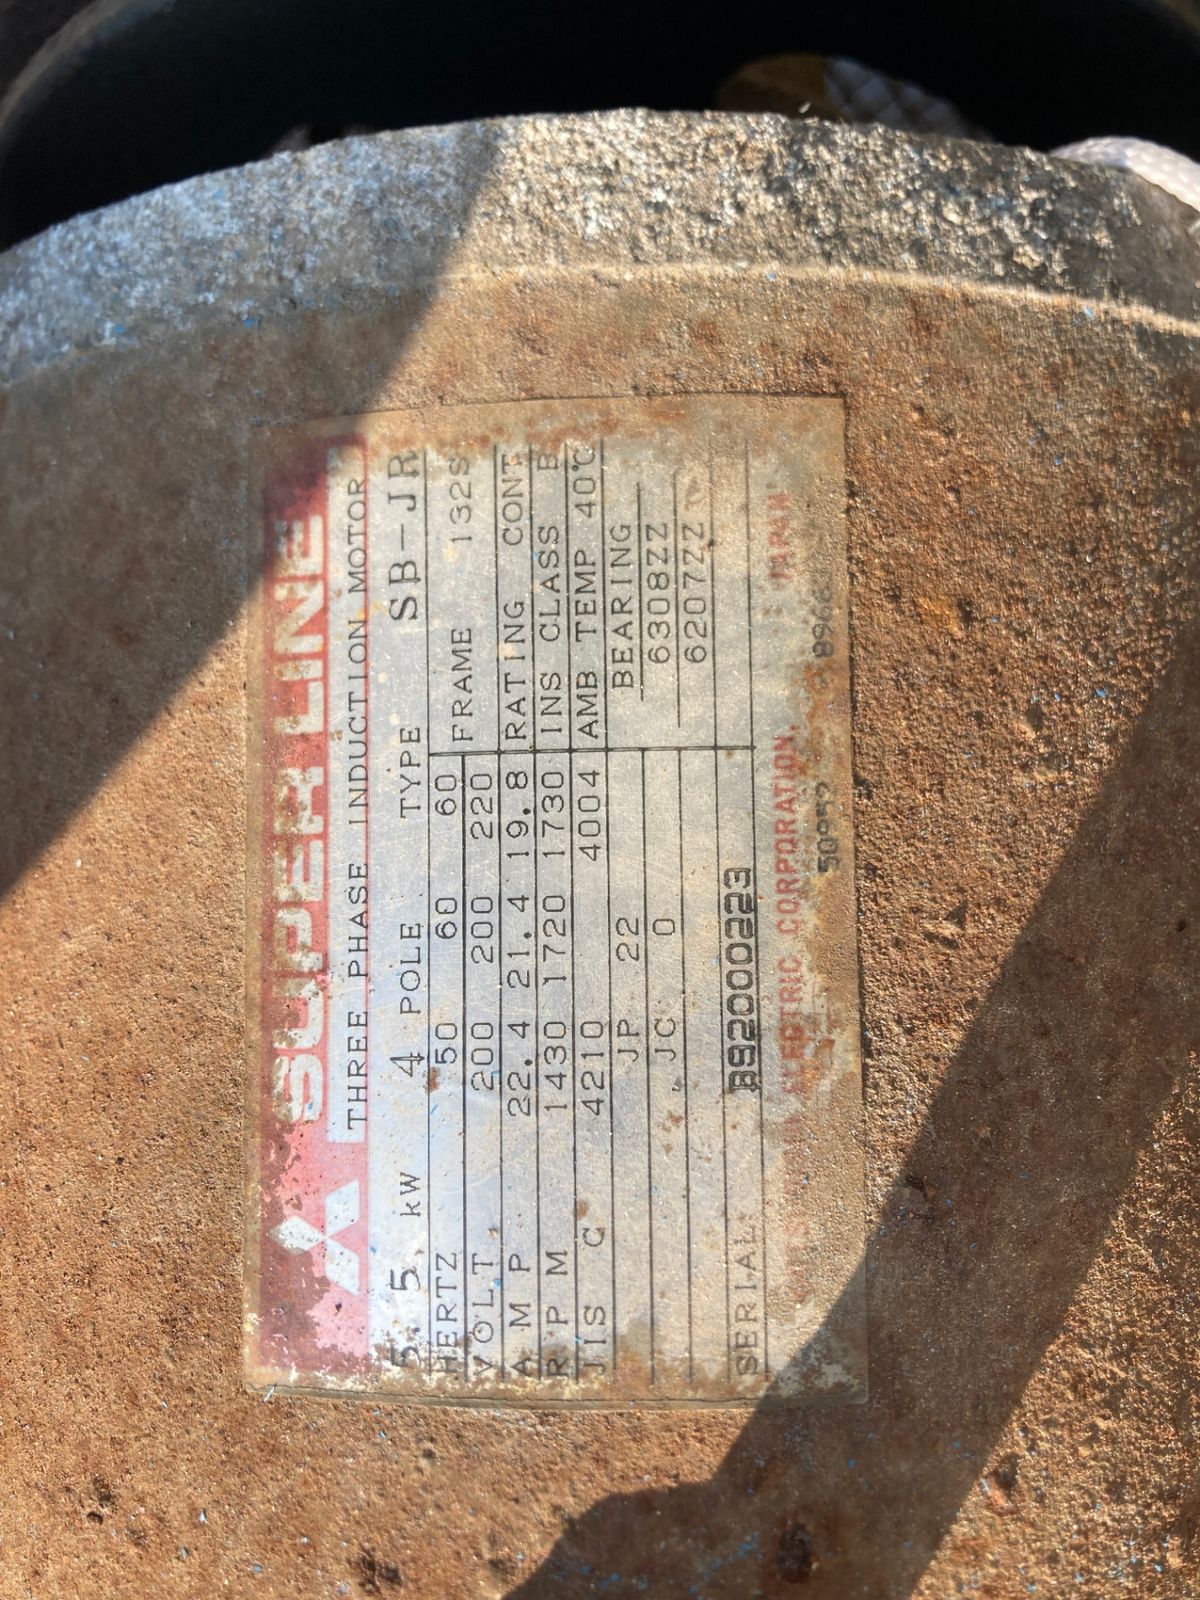 SUPER LINE
THREE PHASE INDUCTION MOTOR
5.5 kW 4 POLE TYPE SB-JR
HERTZ 50 60 60 FRAME 132S
VOLT 200 200 220
AMP 22.4 21.4 19.8 RATING CONT
RPM 1430 1720 1730 INS CLASS B
JIS C 4210 4004 AMB TEMP 40°C
JP 22 BEARING
JC 0 6308ZZ
6207ZZ
SERIAL B92000223
ELECTRIC CORPORATION, JAPAN